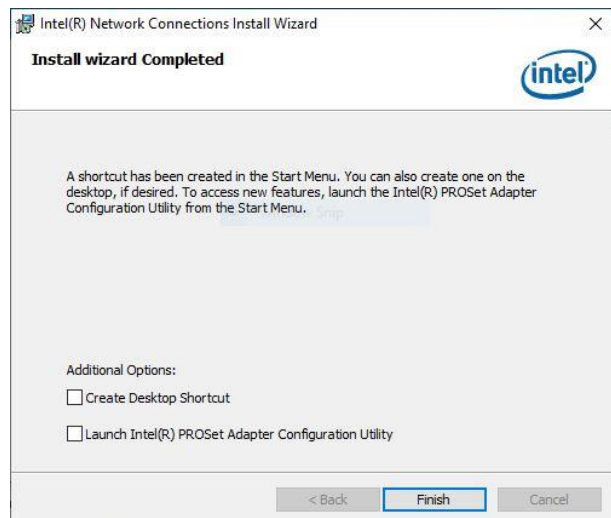 Intel(R) Network Connections Install Wizard
Install wizard Completed
intel
A shortcut has been created in the Start Menu. You can also create one on the
desktop, if desired. To access new features, launch the Intel(R) PROSet Adapter
Configuration Utility from the Start Menu.
Snip
Additional Options:
Create Desktop Shortcut
Launch Intel(R) PROSet Adapter Configuration Utility
< Back Finish Cancel